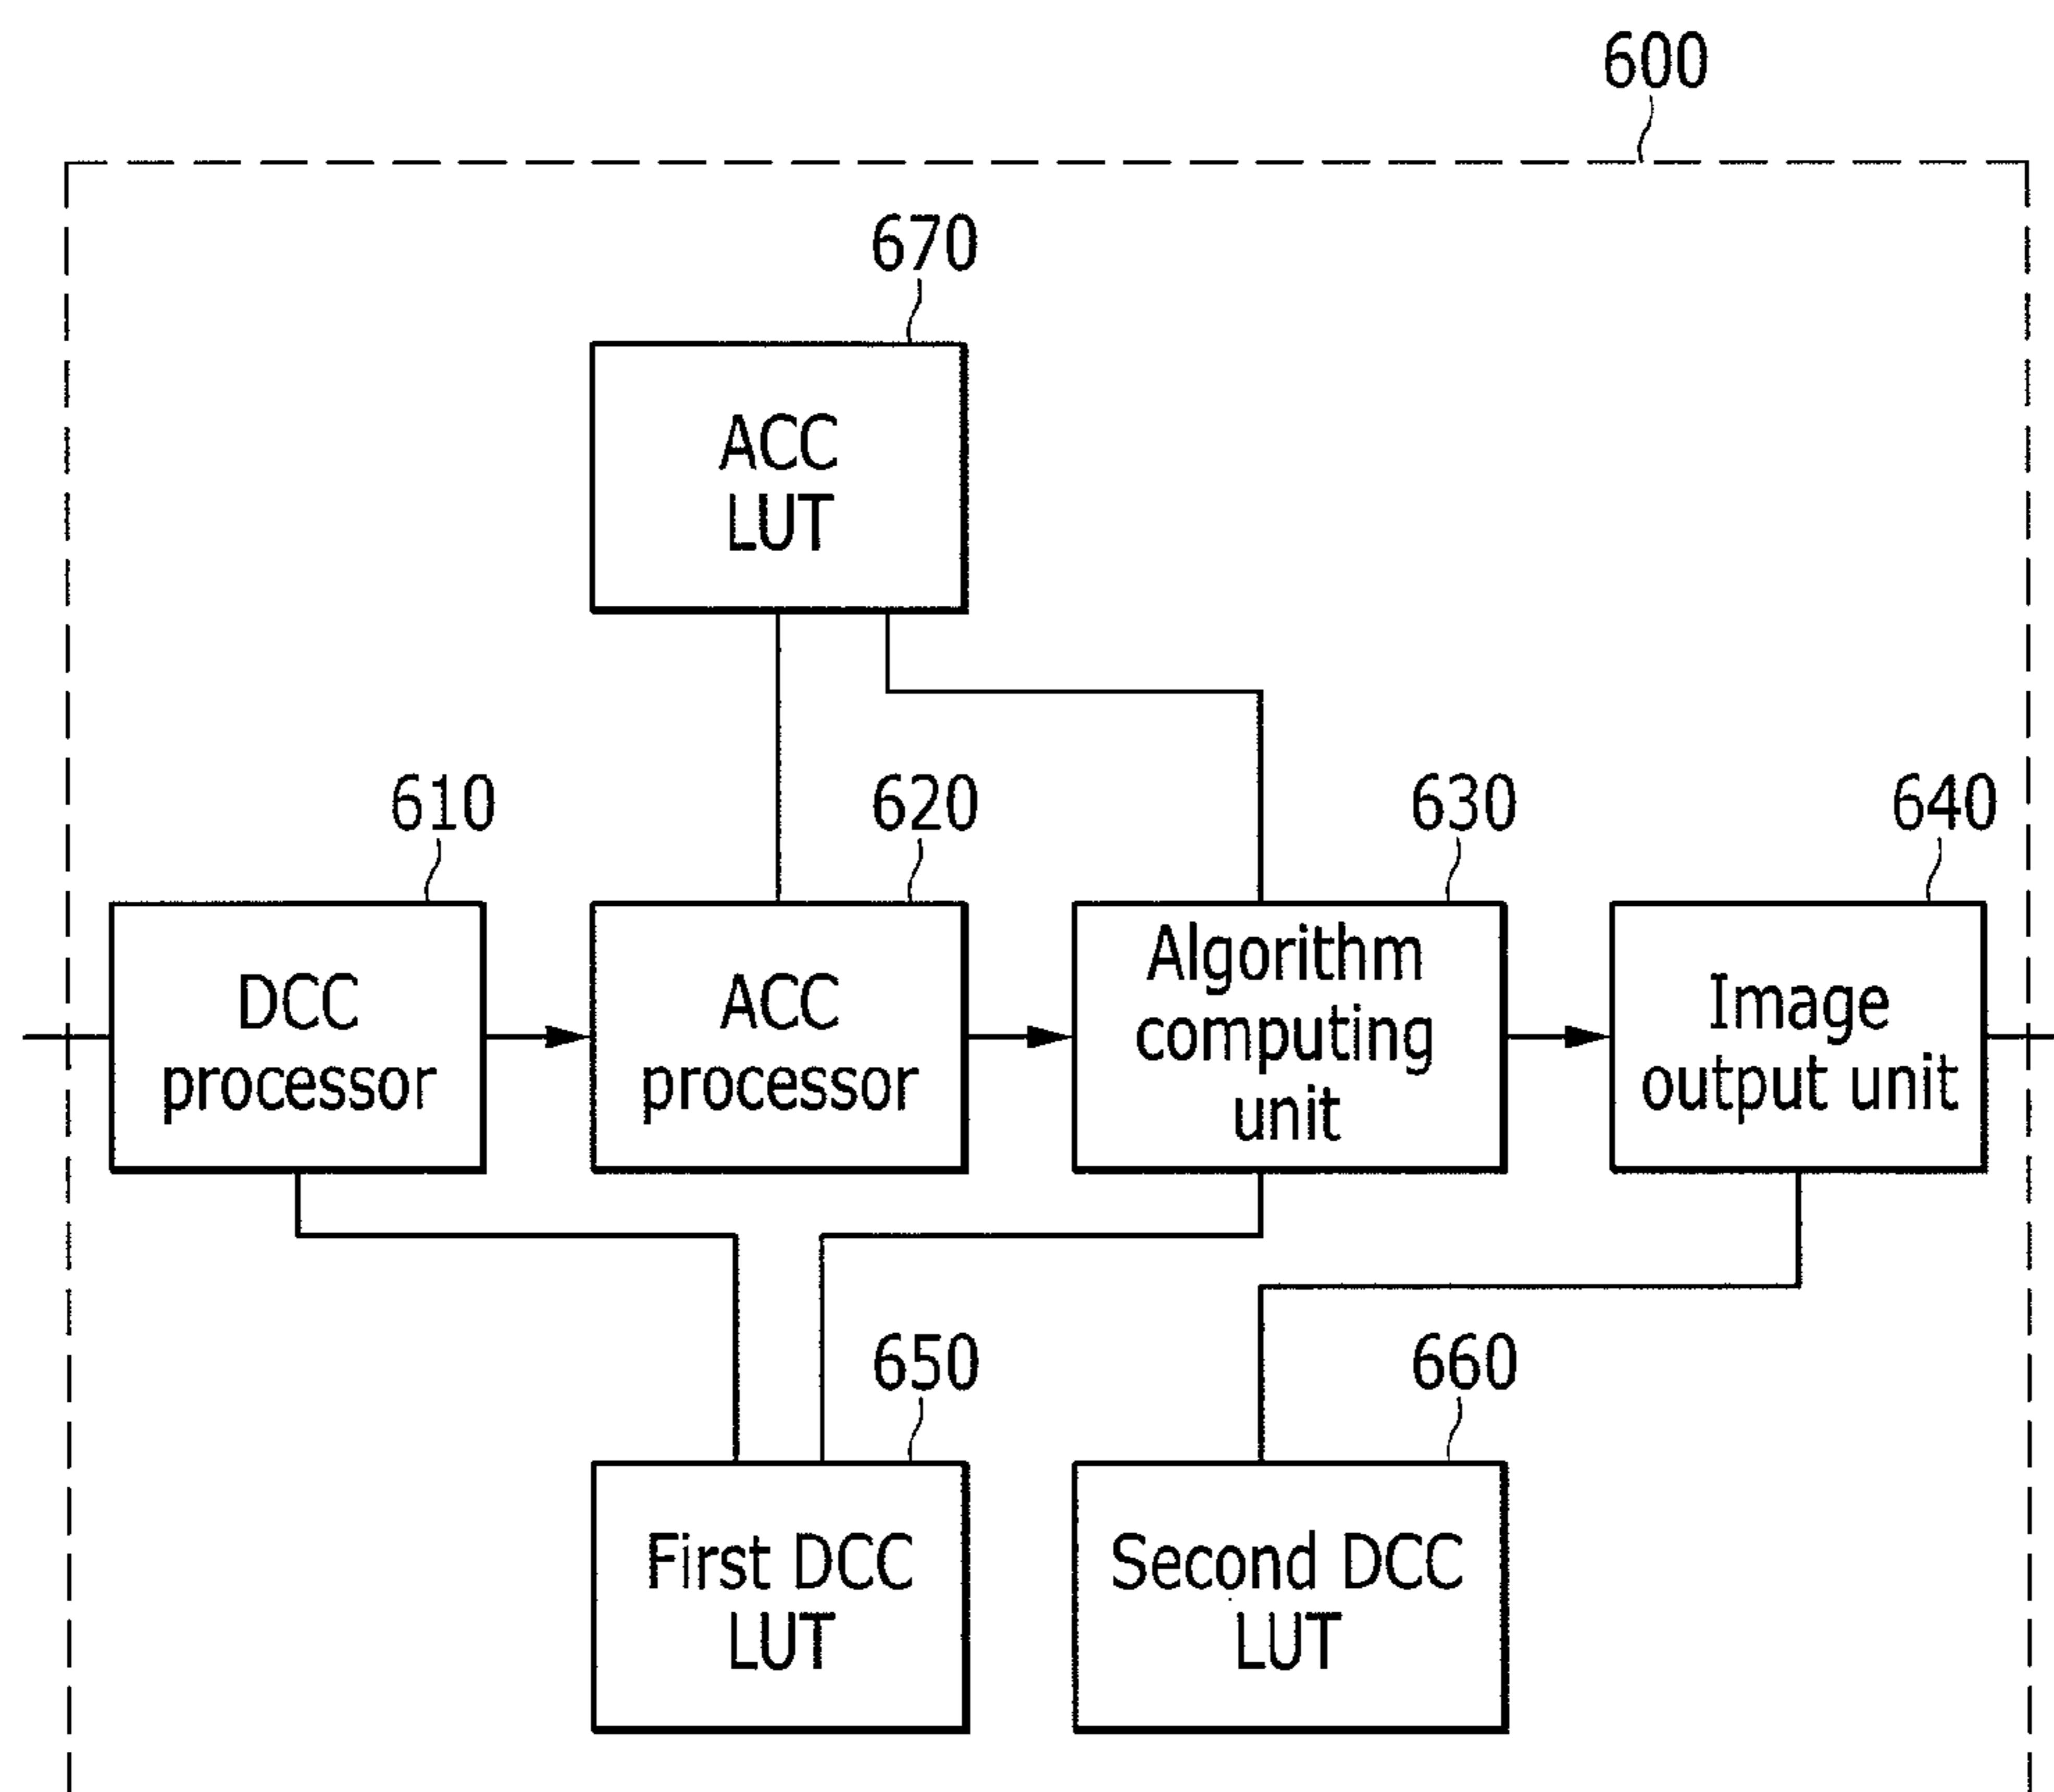 600
670
ACC
LUT
610
620
630
640
DCC
processor
ACC
processor
Algorithm
computing
unit
Image
output unit
650
660
First DCC
LUT
Second DCC
LUT